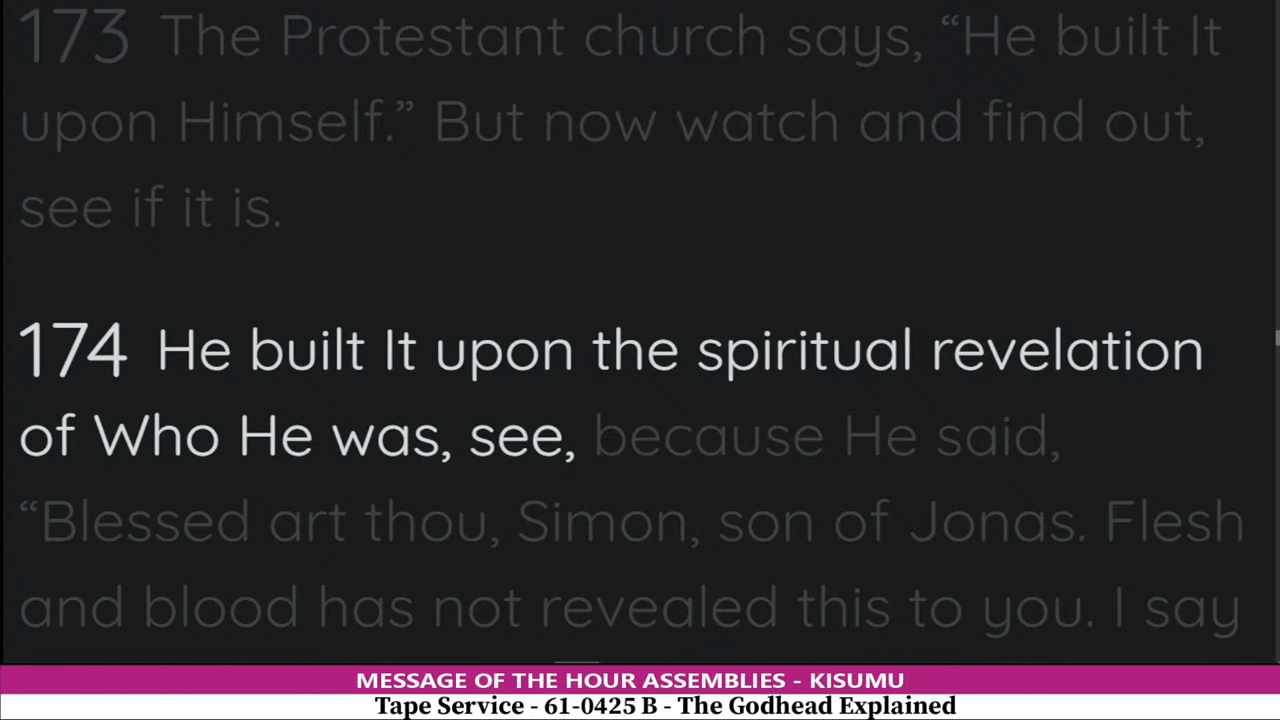 173 The Protestant church says, “He built It
upon Himself.” But now watch and find out,
see if it is.
174 He built It upon the spiritual revelation
of Who He was, see, because He said,
“Blessed art thou, Simon, son of Jonas. Flesh
and blood has not revealed this to you. I say
MESSAGE OF THE HOUR ASSEMBLIES - KISUMU
Tape Service - 61-0425 B - The Godhead Explained